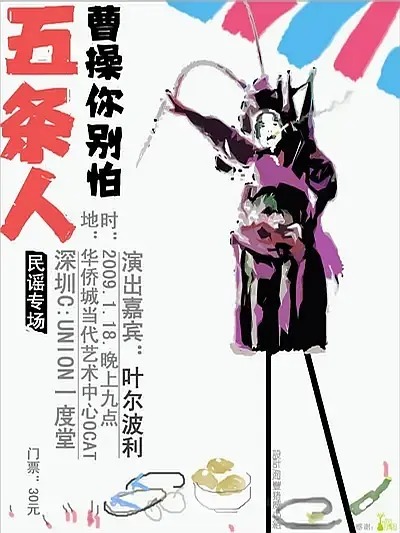 五条人
曹操你别怕
民谣专场
时：2009.1.18.晚上九点
地：华侨城当代艺术中心OCAT
深圳C:UNION 一度堂
演出嘉宾：叶尔波利
门票：30元
感谢：